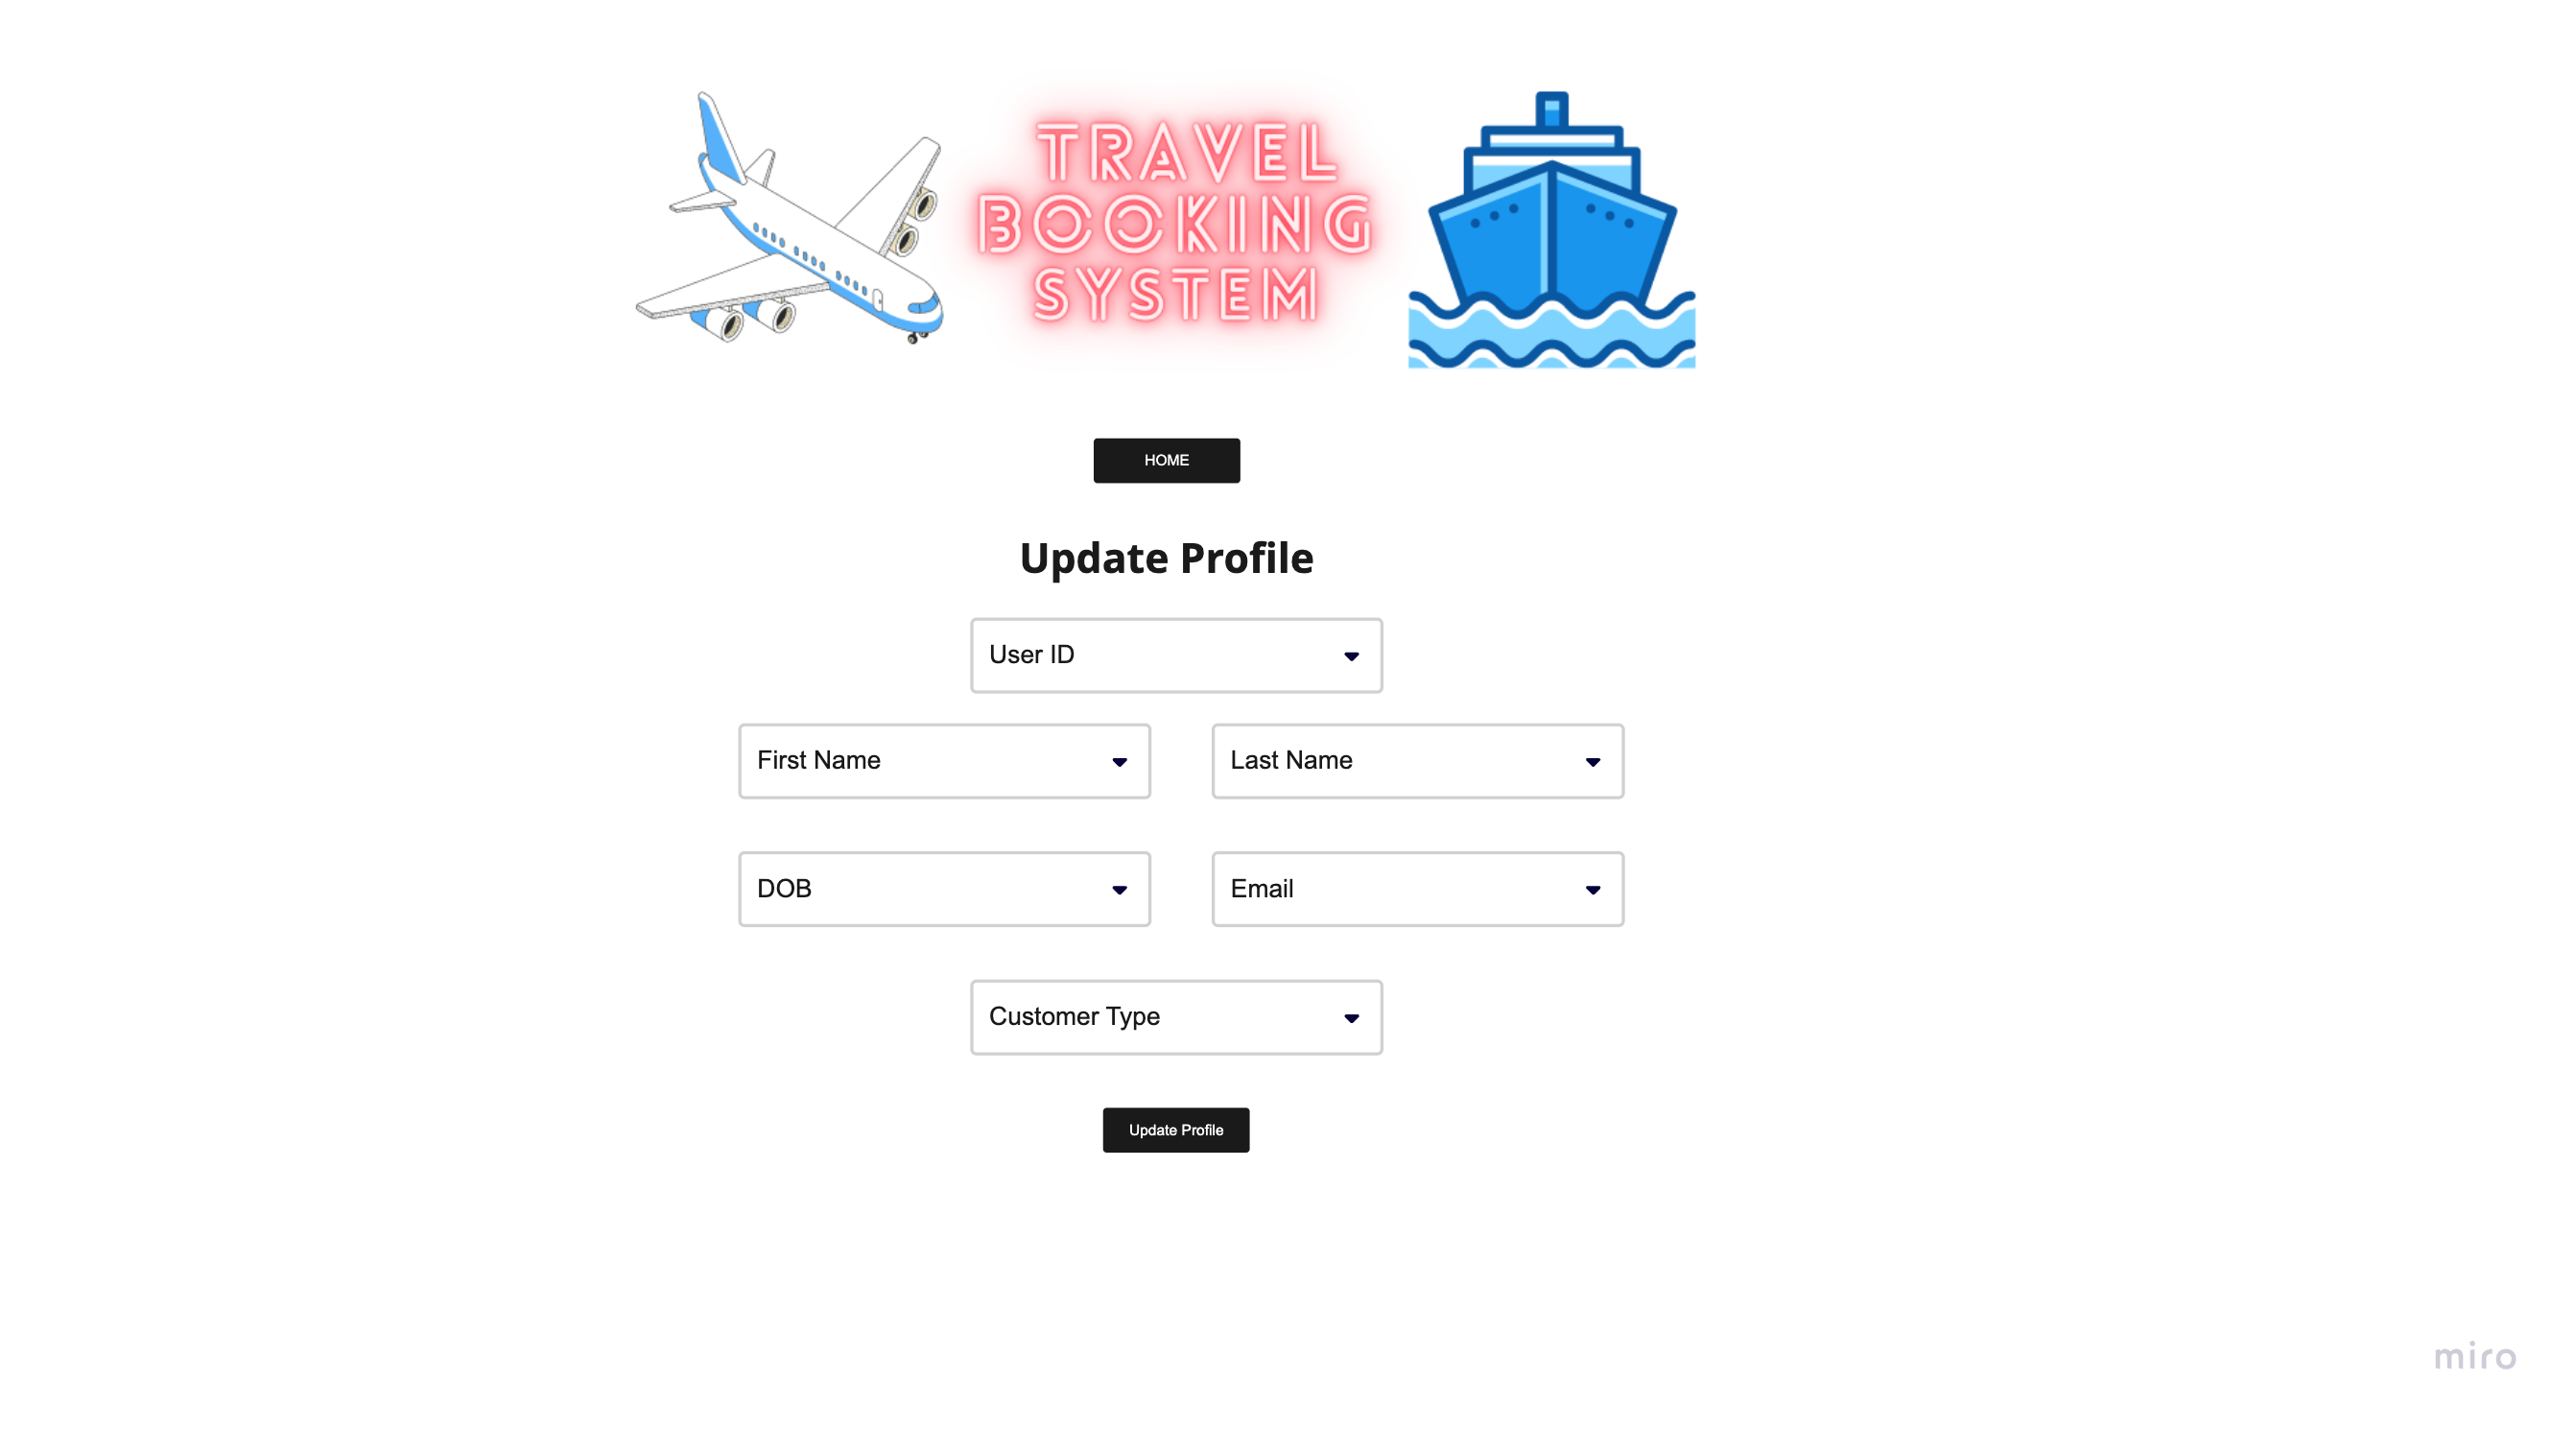 TRAVEL
BOOKING
SYSTEM
HOME
Update Profile
User ID
First Name
Last Name
DOB
Email
Customer Type
Update Profile
miro